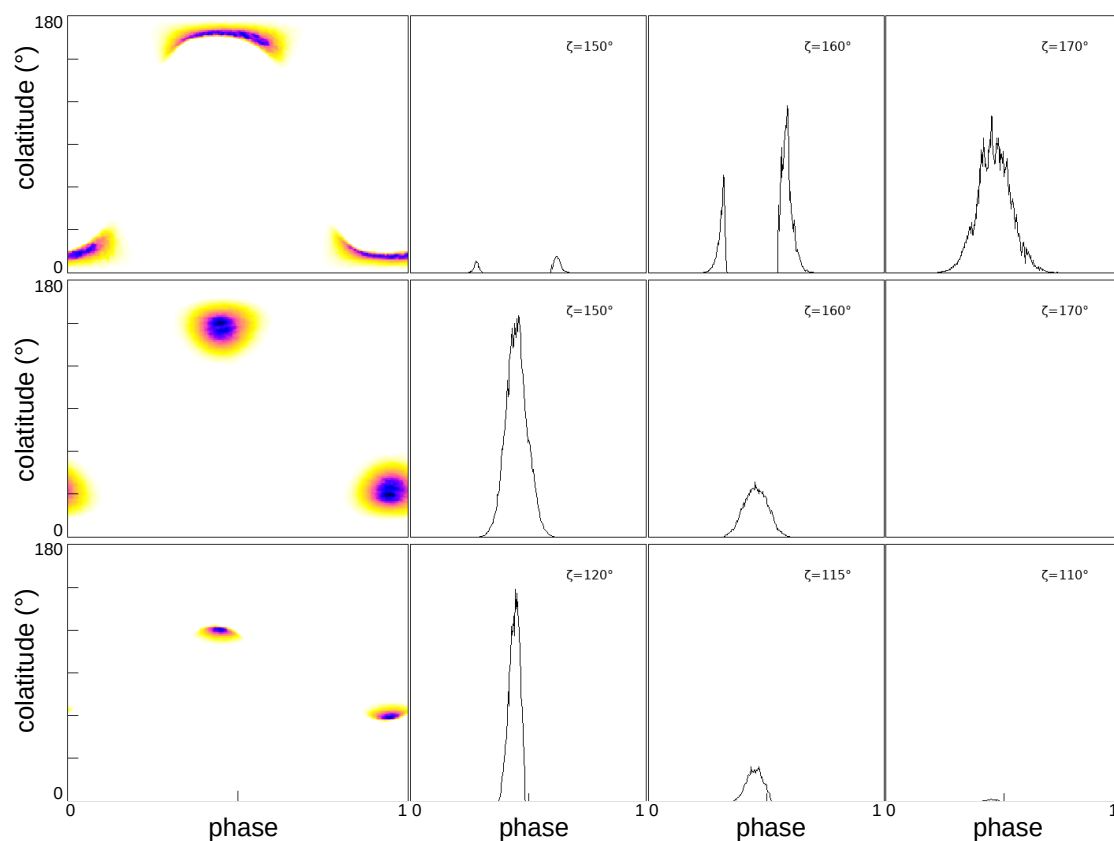 180
colatitude (°)
0
ζ=150°
ζ=160°
ζ=170°
180
colatitude (°)
0
ζ=150°
ζ=160°
ζ=170°
180
colatitude (°)
ζ=120°
ζ=115°
ζ=110°
0 1 0 1 0 1 0 1
phase phase phase phase